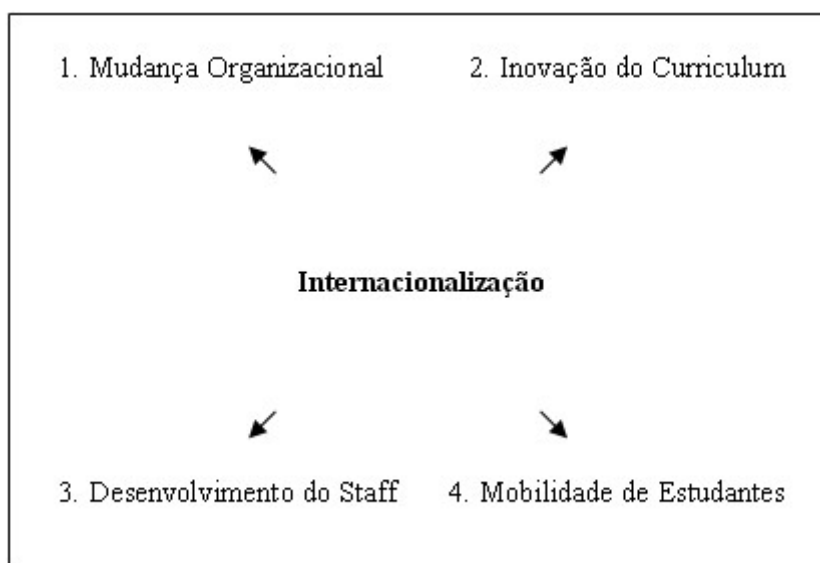 1. Mudança Organizacional
2. Inovação do Curriculum
Internacionalização
3. Desenvolvimento do Staff
4. Mobilidade de Estudantes